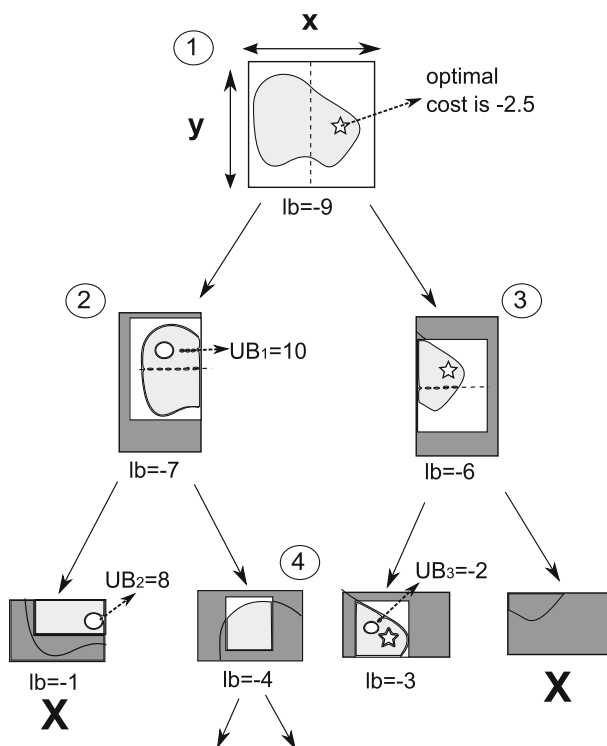 x
1
optimal
cost is -2.5
y
lb=-9
2
3
UB1=10
lb=-7
lb=-6
4
UB2=8
UB3=-2
lb=-1
lb=-4
lb=-3
X
X